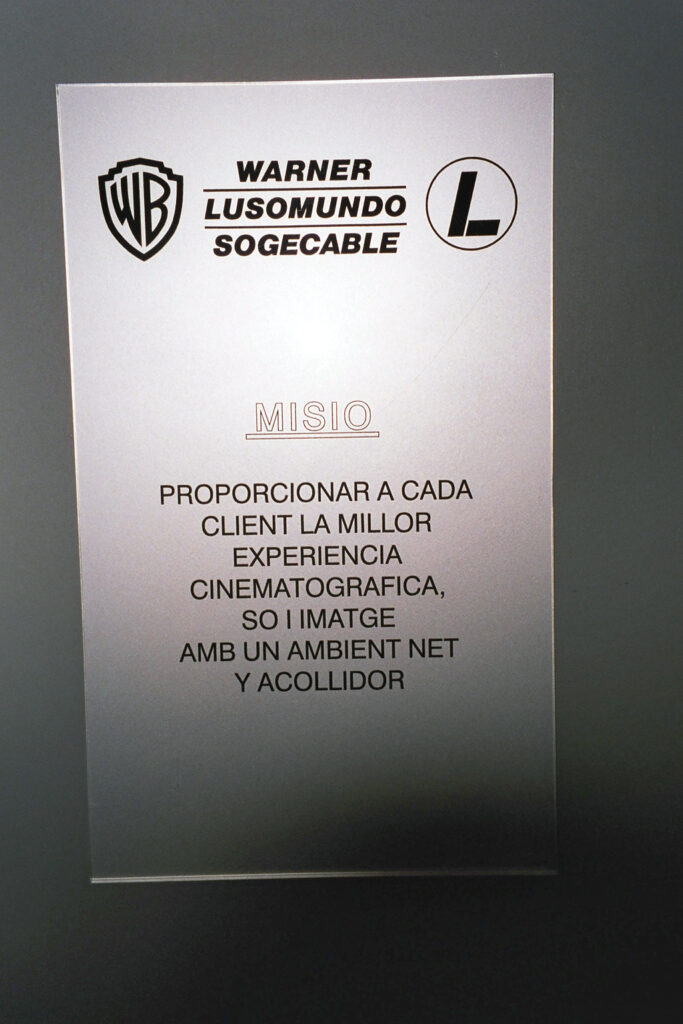 WB
WARNER
LUSOMUNDO
SOGECABLE
L
MISIO
PROPORCIONAR A CADA
CLIENT LA MILLOR
EXPERIENCIA
CINEMATOGRAFICA,
SO I IMATGE
AMB UN AMBIENT NET
Y ACOLLIDOR